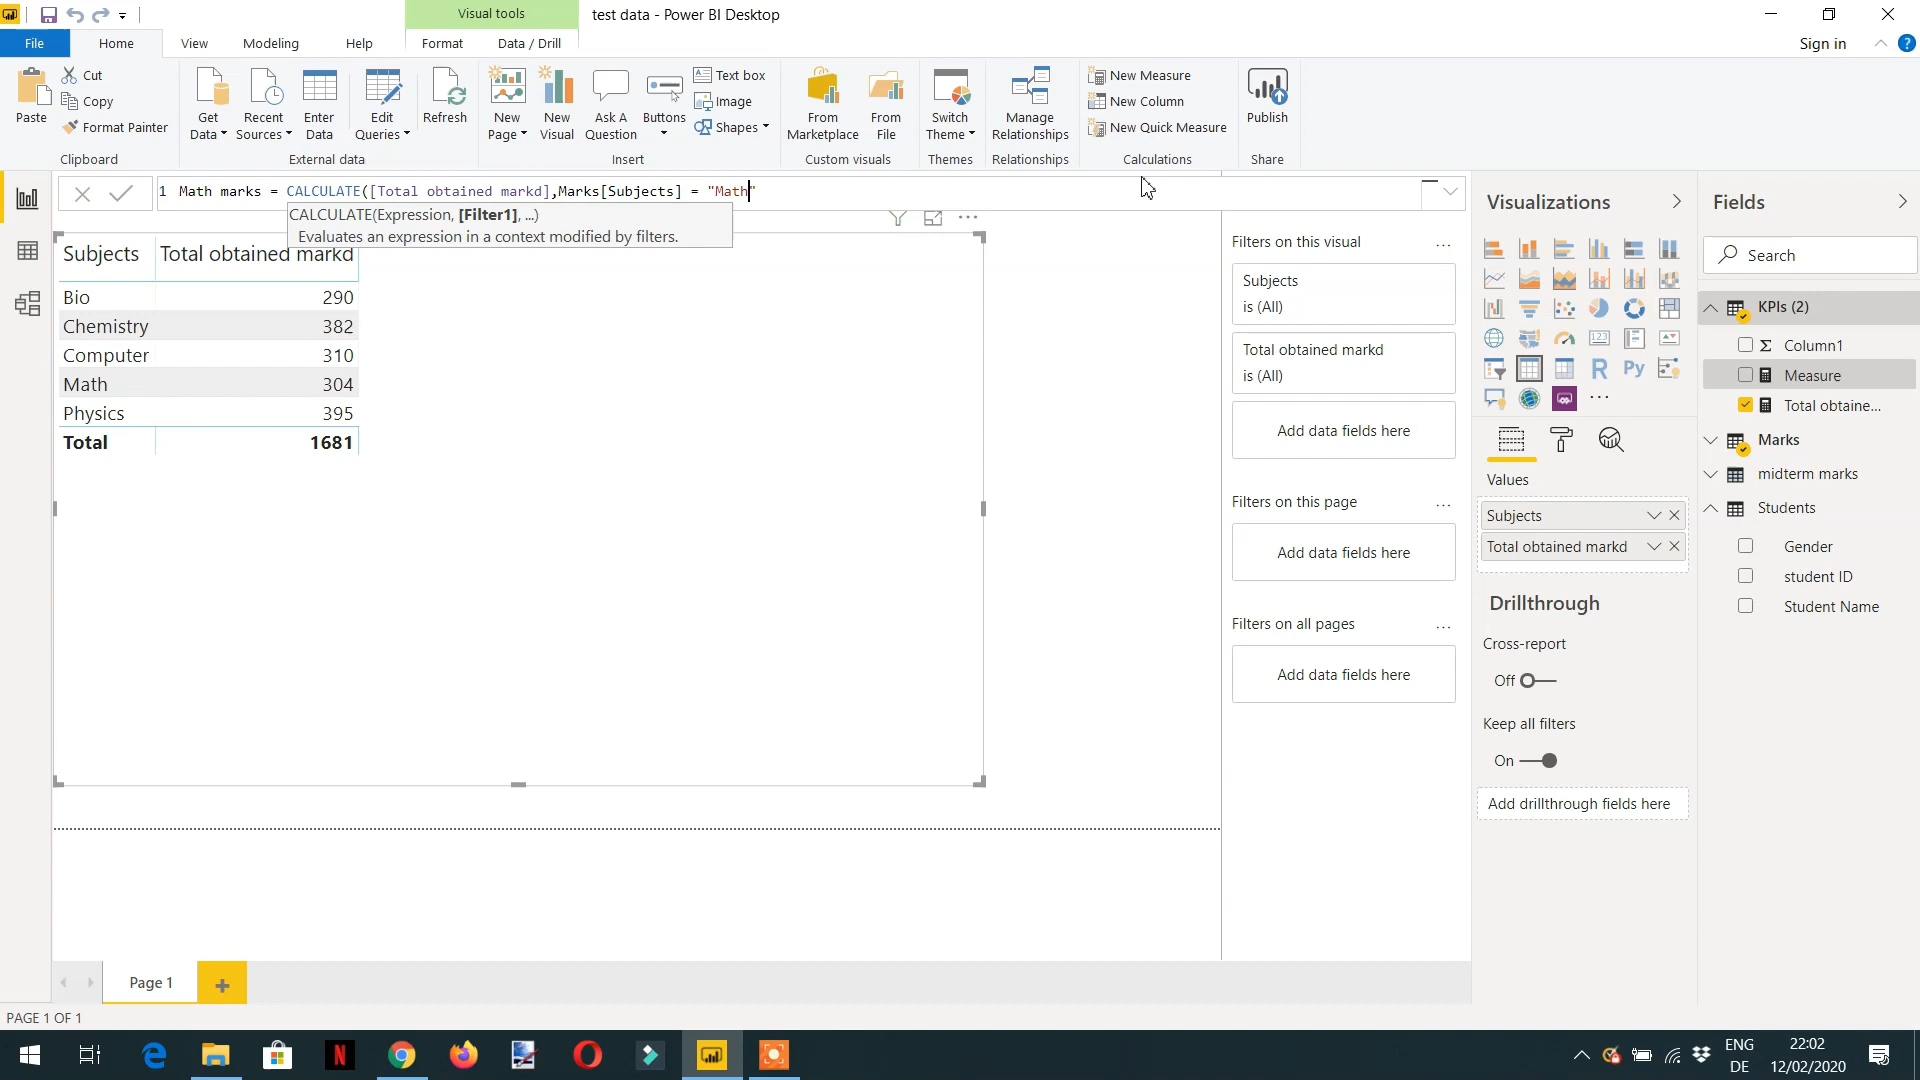 Visual tools
test data - Power BI Desktop
File
Home
View
Modeling
Help
Format
Data / Drill
Sign in
?
Paste
Cut
Copy
Format Painter
Clipboard
Get
Data
Recent
Sources
Enter
Data
Edit
Queries
Refresh
External data
New
Page
New
Visual
Ask A
Question
Buttons
Text box
Image
Shapes
Insert
From
Marketplace
From
File
Custom visuals
Switch
Theme
Themes
Manage
Relationships
Relationships
New Measure
New Column
New Quick Measure
Calculations
Publish
Share
1 Math marks = CALCULATE([Total obtained markd],Marks[Subjects] = "Math"
CALCULATE(Expression, [Filter1], ...)
Evaluates an expression in a context modified by filters.
Subjects Total obtained markd
Bio 290
Chemistry 382
Computer 310
Math 304
Physics 395
Total 1681
Filters on this visual ...
Subjects
is (All)
Total obtained markd
is (All)
Add data fields here
Filters on this page ...
Add data fields here
Filters on all pages ...
Add data fields here
Visualizations
123
R
Py
...
Values
Subjects
Total obtained markd
Drillthrough
Cross-report
Off
Keep all filters
On
Add drillthrough fields here
Fields
Search
KPIs (2)
Σ Column1
Measure
Total obtaine...
Marks
midterm marks
Students
Gender
student ID
Student Name
Page 1
+
PAGE 1 OF 1
N
ENG
DE
22:02
12/02/2020